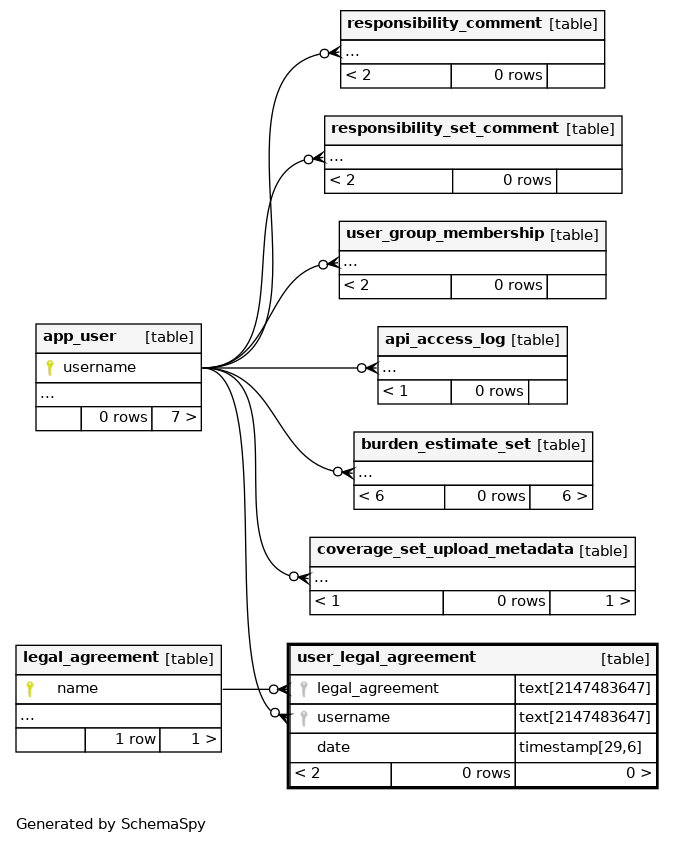 responsibility_comment [table]
...
< 2 0 rows
responsibility_set_comment [table]
...
< 2 0 rows
user_group_membership [table]
...
< 2 0 rows
app_user [table]
username
...
0 rows 7 >
api_access_log [table]
...
< 1 0 rows
burden_estimate_set [table]
...
< 6 0 rows 6 >
coverage_set_upload_metadata [table]
...
< 1 0 rows 1 >
legal_agreement [table]
name
...
1 row 1 >
user_legal_agreement [table]
legal_agreement text[2147483647]
username text[2147483647]
date timestamp[29,6]
< 2 0 rows 0 >
Generated by SchemaSpy